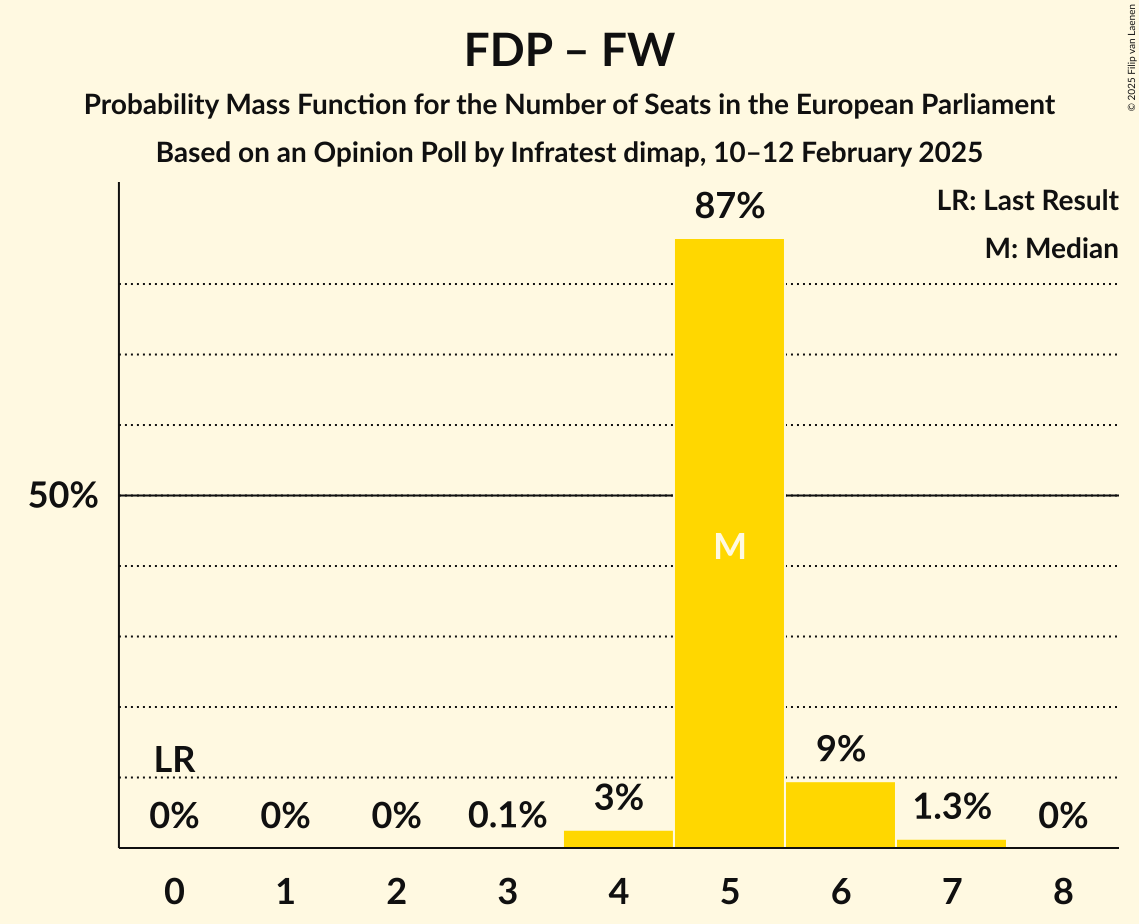 FDP – FW
Probability Mass Function for the Number of Seats in the European Parliament
Based on an Opinion Poll by Infratest dimap, 10–12 February 2025
© 2025 Filip van Laenen
LR: Last Result
M: Median
87%
50%
M
LR
9%
3%
1.3%
0% 0% 0% 0.1% 0%
0 1 2 3 4 5 6 7 8